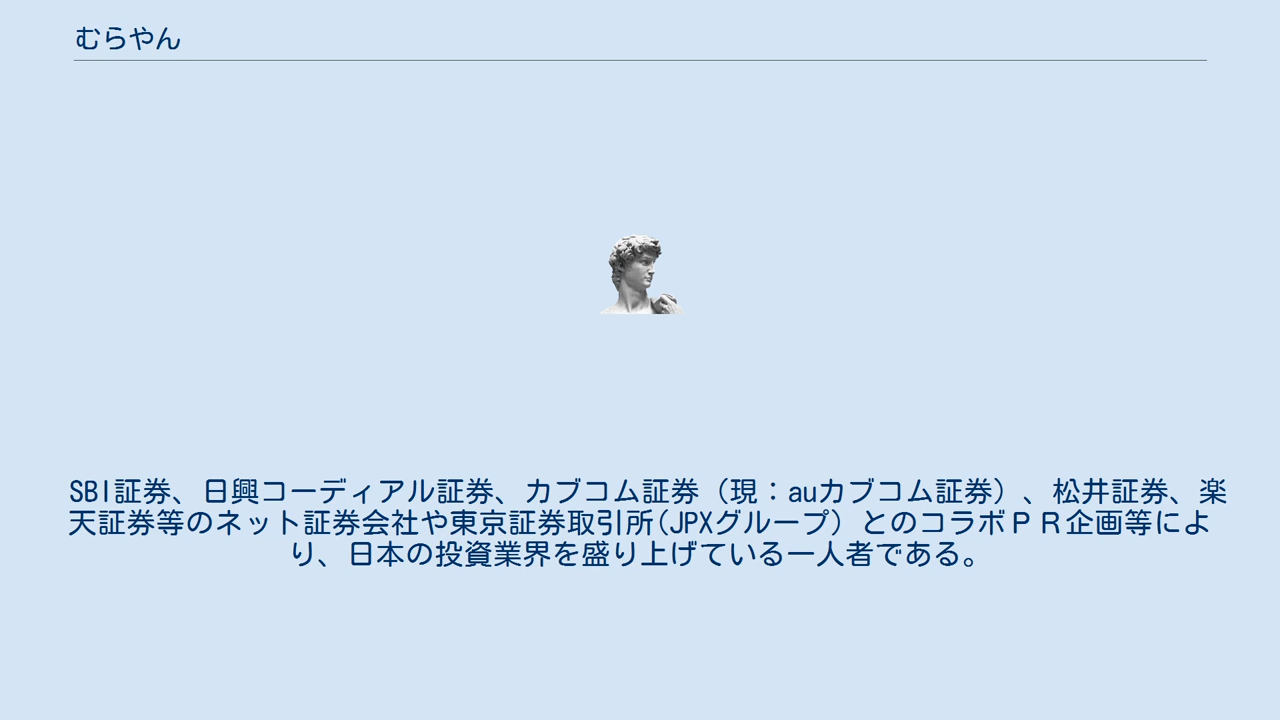 むらやん
SBI証券、日興コーディアル証券、カブコム証券（現：auカブコム証券）、松井証券、楽
天証券等のネット証券会社や東京証券取引所(JPXグループ) とのコラボＰＲ企画等によ
り、日本の投資業界を盛り上げている一人者である。